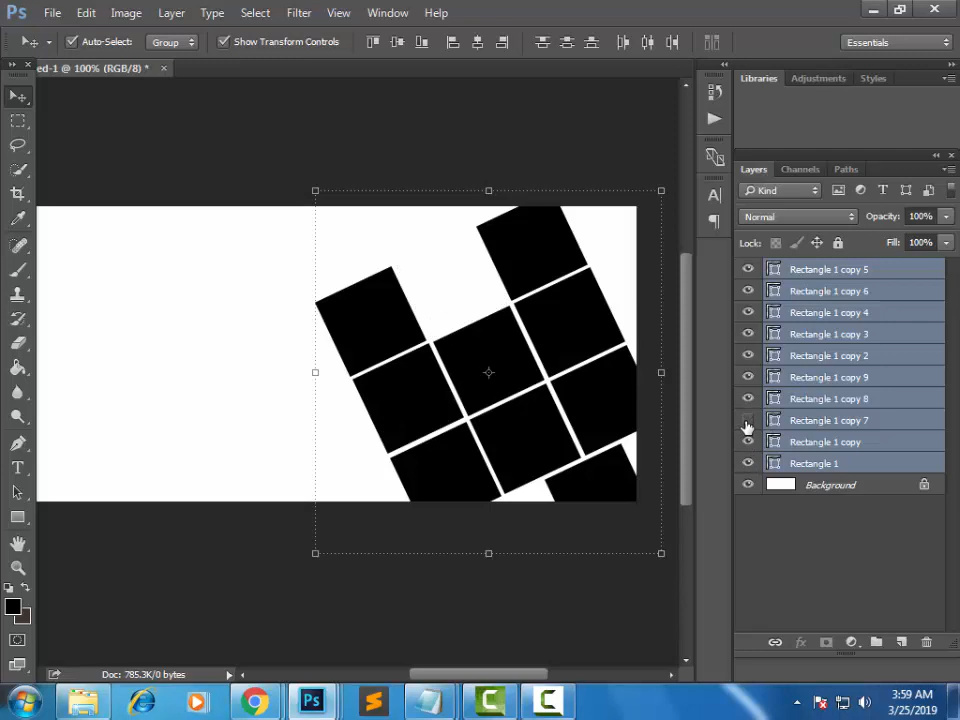 Ps File Edit Image Layer Type Select Filter View Window Help
Auto-Select: Group Show Transform Controls Essentials
ed-1 @ 100% (RGB/8) * ×
Libraries Adjustments Styles
Layers Channels Paths
Kind
Normal Opacity: 100%
Lock: Fill: 100%
Rectangle 1 copy 5
Rectangle 1 copy 6
Rectangle 1 copy 4
Rectangle 1 copy 3
Rectangle 1 copy 2
Rectangle 1 copy 9
Rectangle 1 copy 8
Rectangle 1 copy 7
Rectangle 1 copy
Rectangle 1
Background
Doc: 785.3K/0 bytes
Ps
3:59 AM
3/25/2019